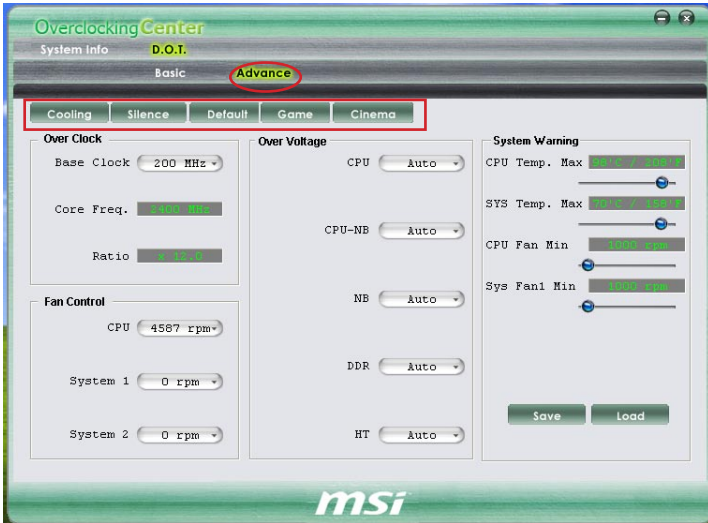 Overclocking Center
System Info D.O.T.
Basic Advance
Cooling Silence Default Game Cinema
Over Clock
Base Clock 200 MHz
Core Freq. 2400 MHz
Ratio x 12.0
Fan Control
CPU 4587 rpm
System 1 0 rpm
System 2 0 rpm
Over Voltage
CPU Auto
CPU-NB Auto
NB Auto
DDR Auto
HT Auto
System Warning
CPU Temp. Max 98'C / 208'F
SYS Temp. Max 70'C / 158'F
CPU Fan Min 1000 rpm
Sys Fan1 Min 1000 rpm
Save Load
msi